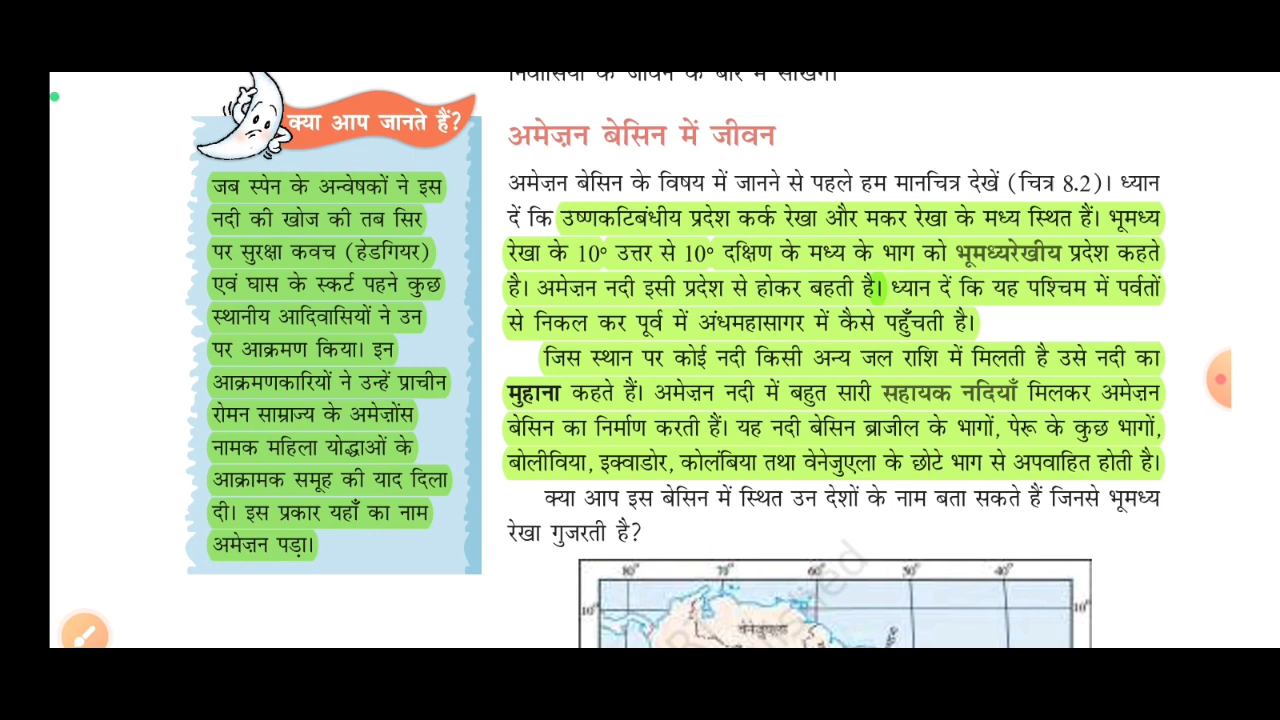 निवासियों के जीवन के बारे में सीखेंगे।
क्या आप जानते हैं?
जब स्पेन के अन्वेषकों ने इस
नदी की खोज की तब सिर
पर सुरक्षा कवच (हेडगियर)
एवं घास के स्कर्ट पहने कुछ
स्थानीय आदिवासियों ने उन
पर आक्रमण किया। इन
आक्रमणकारियों ने उन्हें प्राचीन
रोमन साम्राज्य के अमेज़ोंस
नामक महिला योद्धाओं के
आक्रामक समूह की याद दिला
दी। इस प्रकार यहाँ का नाम
अमेज़न पड़ा।
अमेज़न बेसिन में जीवन
अमेज़न बेसिन के विषय में जानने से पहले हम मानचित्र देखें (चित्र 8.2)। ध्यान
दें कि उष्णकटिबंधीय प्रदेश कर्क रेखा और मकर रेखा के मध्य स्थित हैं। भूमध्य
रेखा के 10° उत्तर से 10° दक्षिण के मध्य के भाग को भूमध्यरेखीय प्रदेश कहते
है। अमेज़न नदी इसी प्रदेश से होकर बहती है। ध्यान दें कि यह पश्चिम में पर्वतों
से निकल कर पूर्व में अंधमहासागर में कैसे पहुँचती है।
जिस स्थान पर कोई नदी किसी अन्य जल राशि में मिलती है उसे नदी का
मुहाना कहते हैं। अमेज़न नदी में बहुत सारी सहायक नदियाँ मिलकर अमेज़न
बेसिन का निर्माण करती हैं। यह नदी बेसिन ब्राजील के भागों, पेरू के कुछ भागों,
बोलीविया, इक्वाडोर, कोलंबिया तथा वेनेजुएला के छोटे भाग से अपवाहित होती है।
क्या आप इस बेसिन में स्थित उन देशों के नाम बता सकते हैं जिनसे भूमध्य
रेखा गुजरती है?
80° 70° 60° 50° 40°
10° 10°
वेनेजुएला